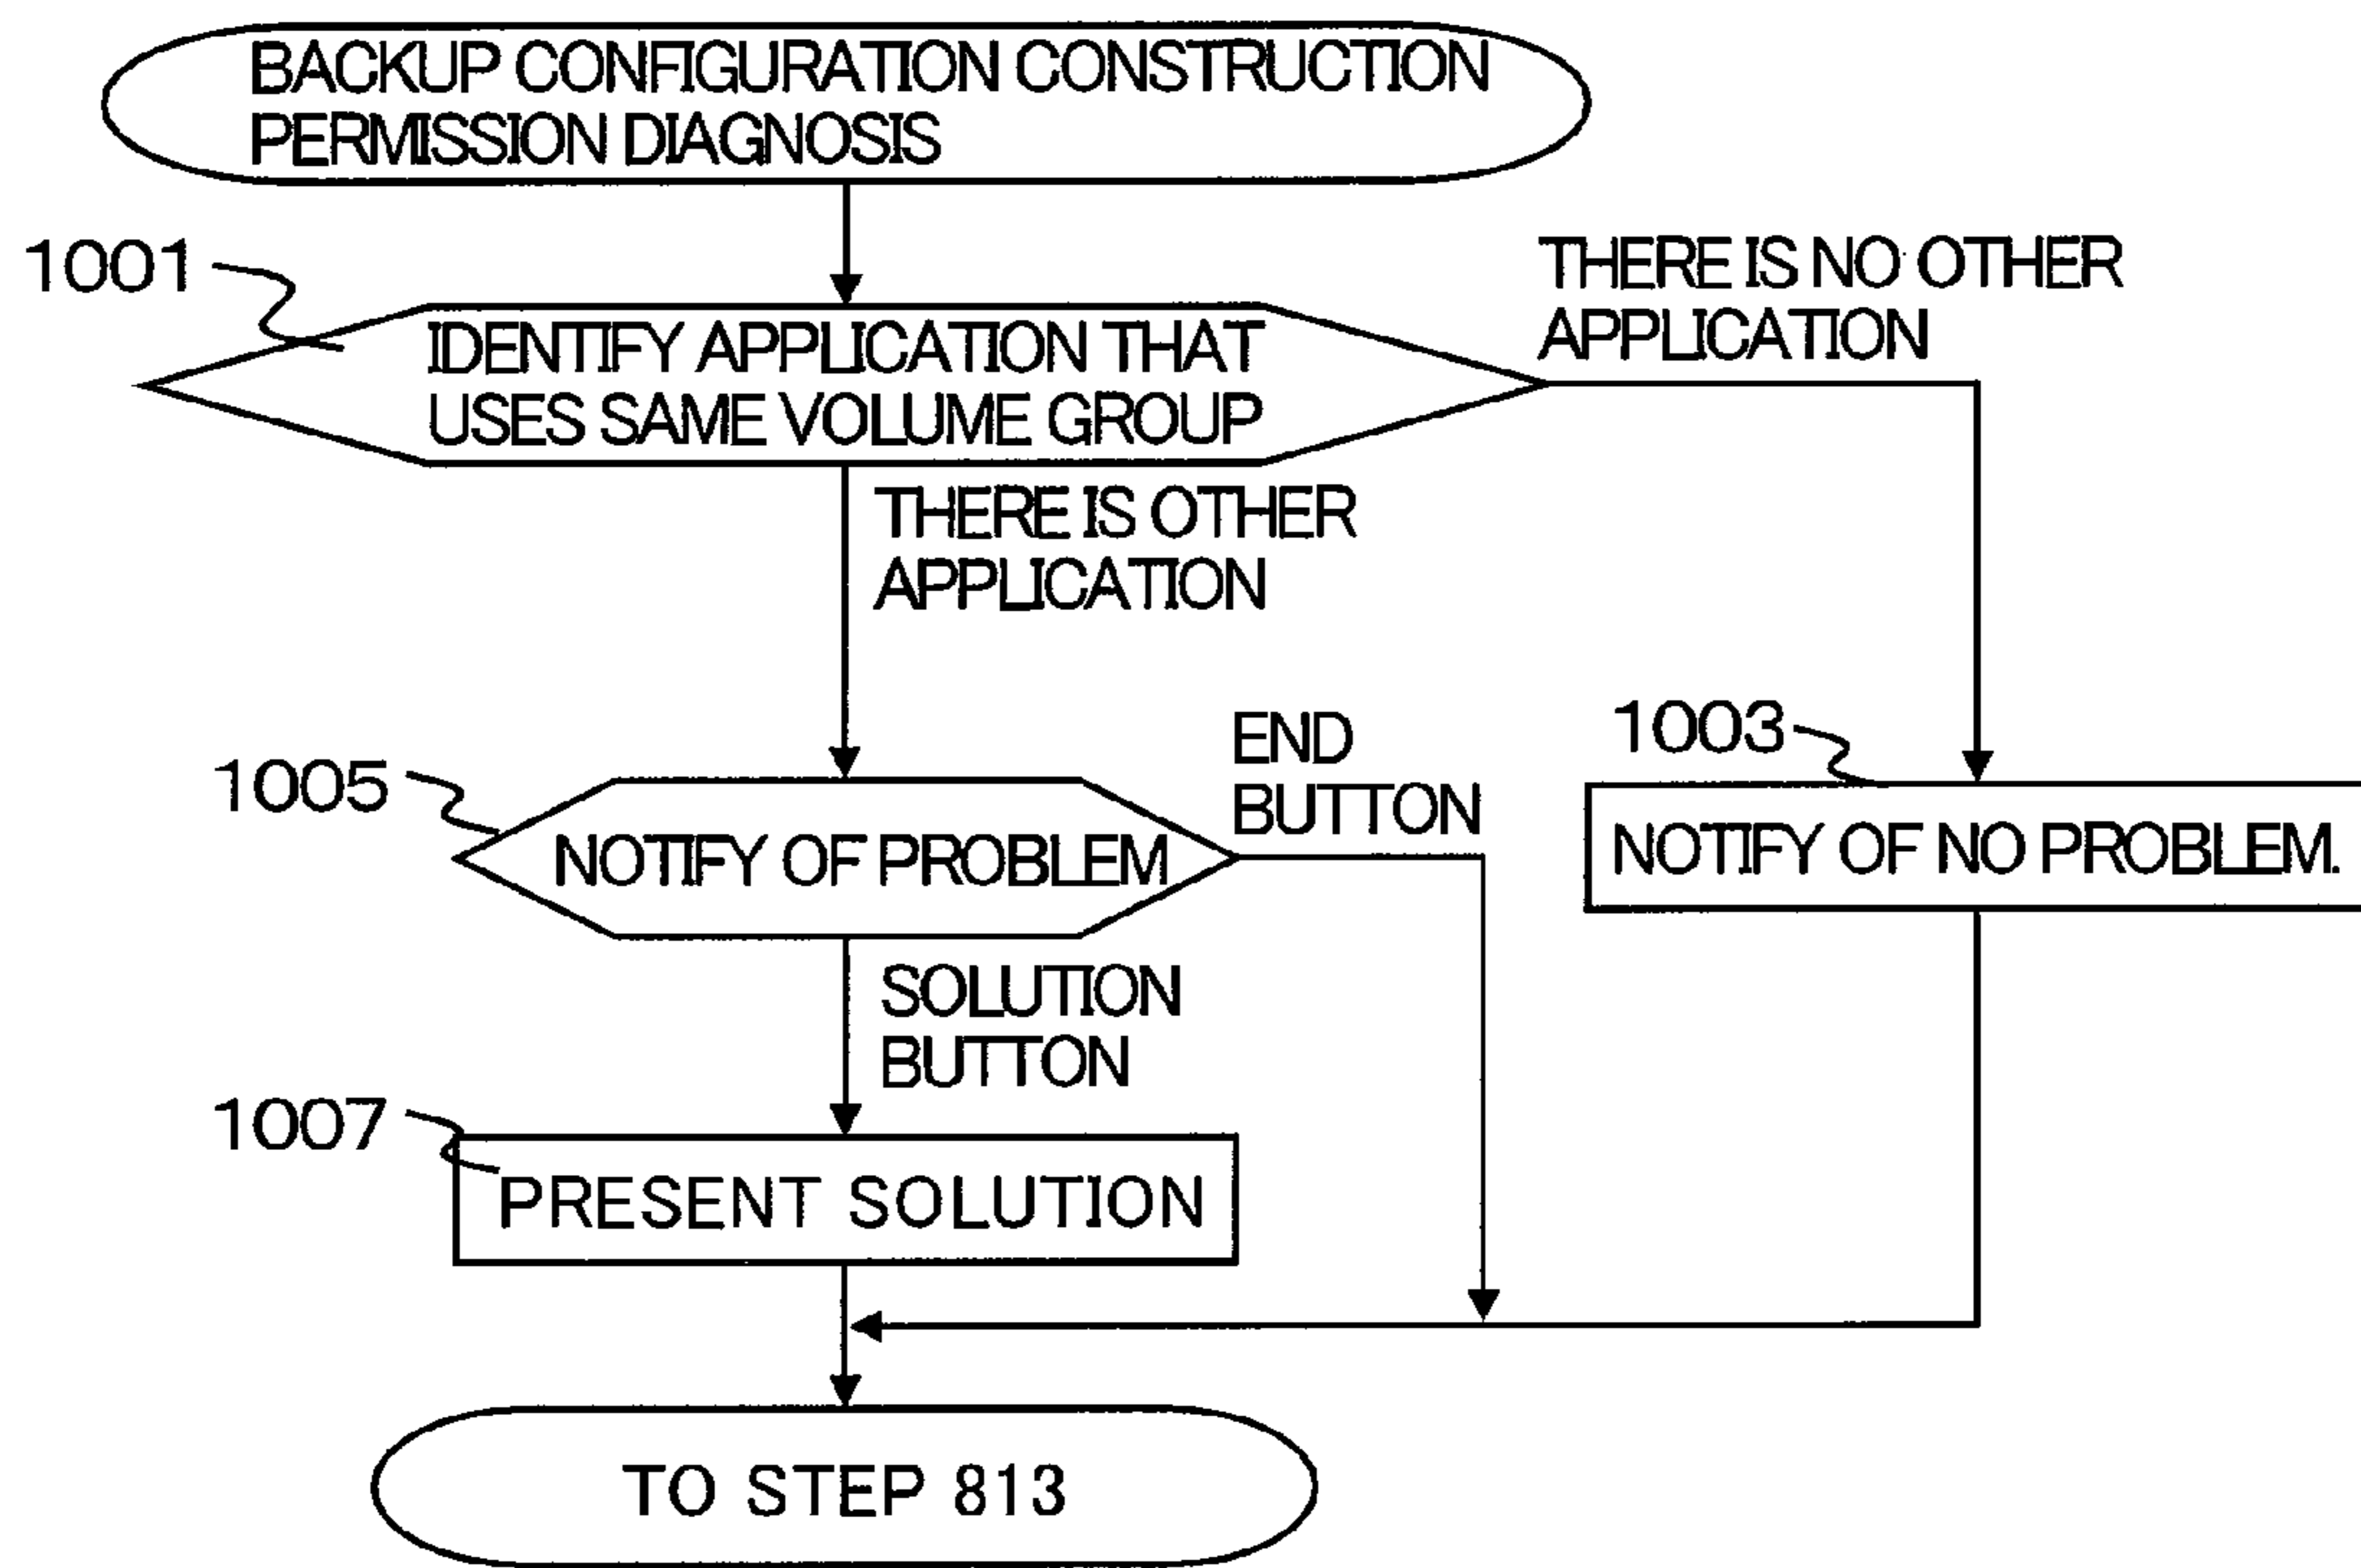 BACKUP CONFIGURATION CONSTRUCTION
PERMISSION DIAGNOSIS
1001
IDENTIFY APPLICATION THAT
USES SAME VOLUME GROUP
THERE IS NO OTHER
APPLICATION
THERE IS OTHER
APPLICATION
1005
NOTIFY OF PROBLEM
END
BUTTON
1003
NOTIFY OF NO PROBLEM.
SOLUTION
BUTTON
1007
PRESENT SOLUTION
TO STEP 813